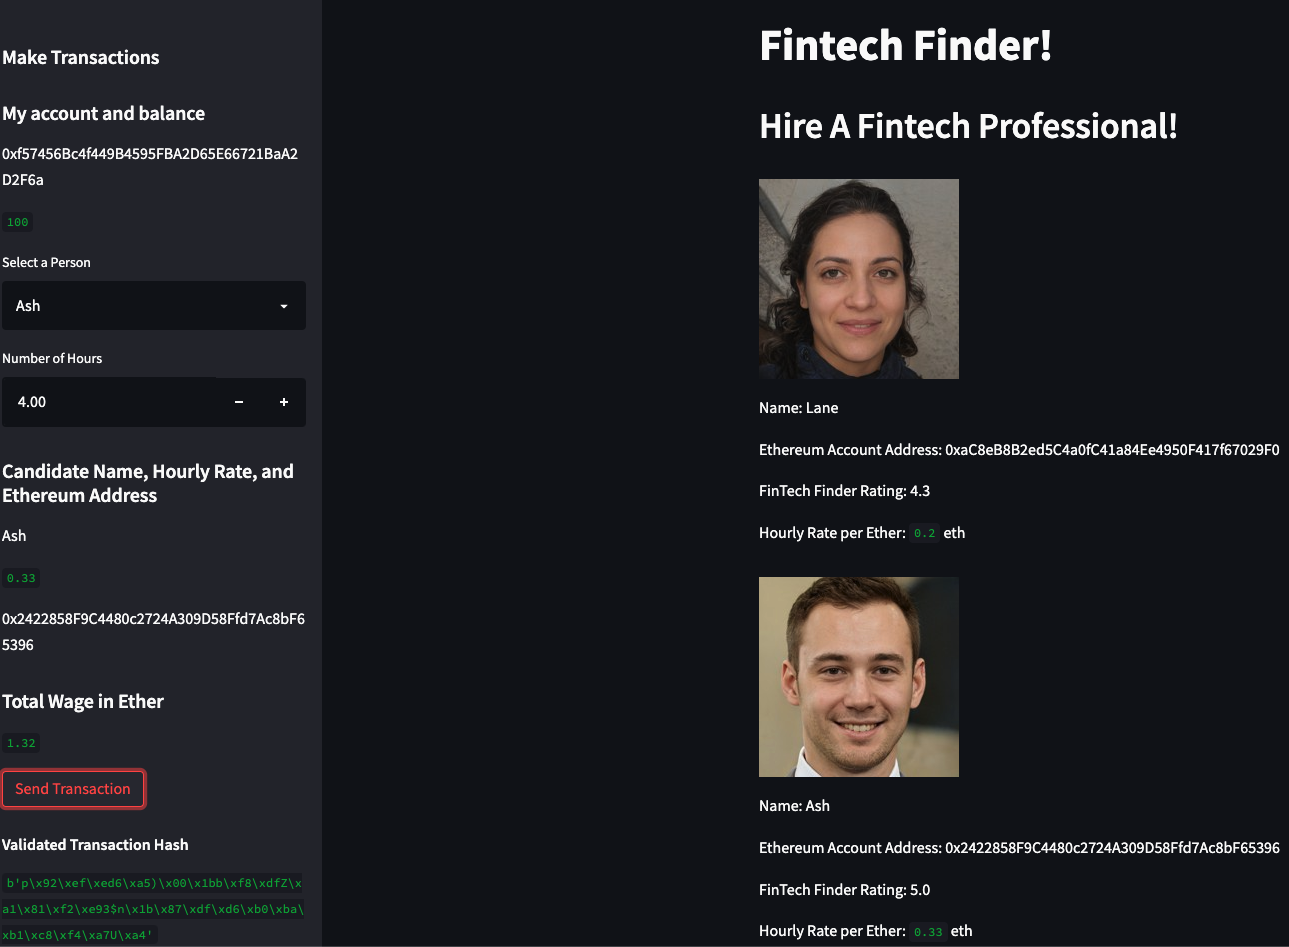 Make Transactions
My account and balance
0xf57456Bc4f449B4595FBA2D65E66721BaA2
D2F6a
100
Select a Person
Ash
Number of Hours
4.00
Candidate Name, Hourly Rate, and
Ethereum Address
Ash
0.33
0x2422858F9C4480c2724A309D58Ffd7Ac8bF6
5396
Total Wage in Ether
1.32
Send Transaction
Validated Transaction Hash
b'p\x92\xef\xed6\xa5)\x00\x1bb\xf8\xdfZ\x
a1\x81\xf2\xe93$n\x1b\x87\xdf\xd6\xb0\xba\
xb1\xc8\xf4\xa7U\xa4'
Fintech Finder!
Hire A Fintech Professional!
Name: Lane
Ethereum Account Address: 0xaC8eB8B2ed5C4a0fC41a84Ee4950F417f67029F0
FinTech Finder Rating: 4.3
Hourly Rate per Ether: 0.2 eth
Name: Ash
Ethereum Account Address: 0x2422858F9C4480c2724A309D58Ffd7Ac8bF65396
FinTech Finder Rating: 5.0
Hourly Rate per Ether: 0.33 eth